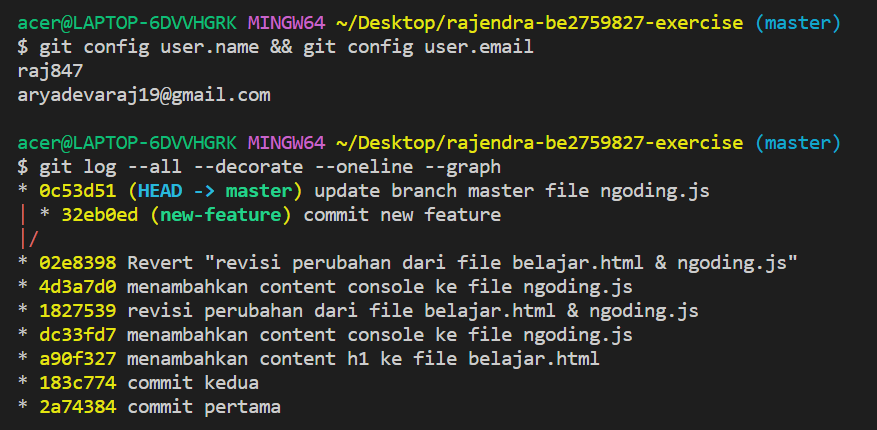 acer@LAPTOP-6DVVHGRK MINGW64 ~/Desktop/rajendra-be2759827-exercise (master)
$ git config user.name && git config user.email
raj847
aryadevaraj19@gmail.com
acer@LAPTOP-6DVVHGRK MINGW64 ~/Desktop/rajendra-be2759827-exercise (master)
$ git log --all --decorate --oneline --graph
* 0c53d51 (HEAD -> master) update branch master file ngoding.js
| * 32eb0ed (new-feature) commit new feature
|/
* 02e8398 Revert "revisi perubahan dari file belajar.html & ngoding.js"
* 4d3a7d0 menambahkan content console ke file ngoding.js
* 1827539 revisi perubahan dari file belajar.html & ngoding.js
* dc33fd7 menambahkan content console ke file ngoding.js
* a90f327 menambahkan content h1 ke file belajar.html
* 183c774 commit kedua
* 2a74384 commit pertama